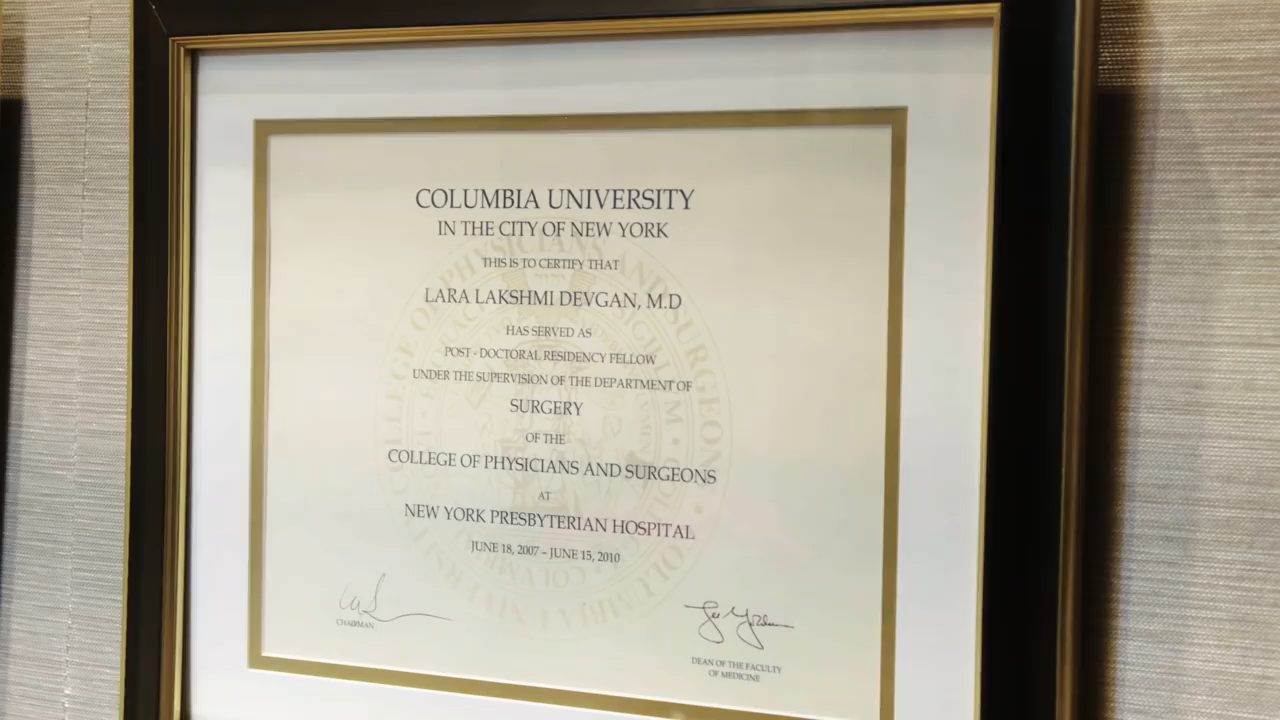 COLUMBIA UNIVERSITY
IN THE CITY OF NEW YORK
THIS IS TO CERTIFY THAT
LARA LAKSHMI DEVGAN, M.D
HAS SERVED AS
POST - DOCTORAL RESIDENCY FELLOW
UNDER THE SUPERVISION OF THE DEPARTMENT OF
SURGERY
OF THE
COLLEGE OF PHYSICIANS AND SURGEONS
AT
NEW YORK PRESBYTERIAN HOSPITAL
JUNE 18, 2007 – JUNE 15, 2010
CHAIRMAN
DEAN OF THE FACULTY
OF MEDICINE